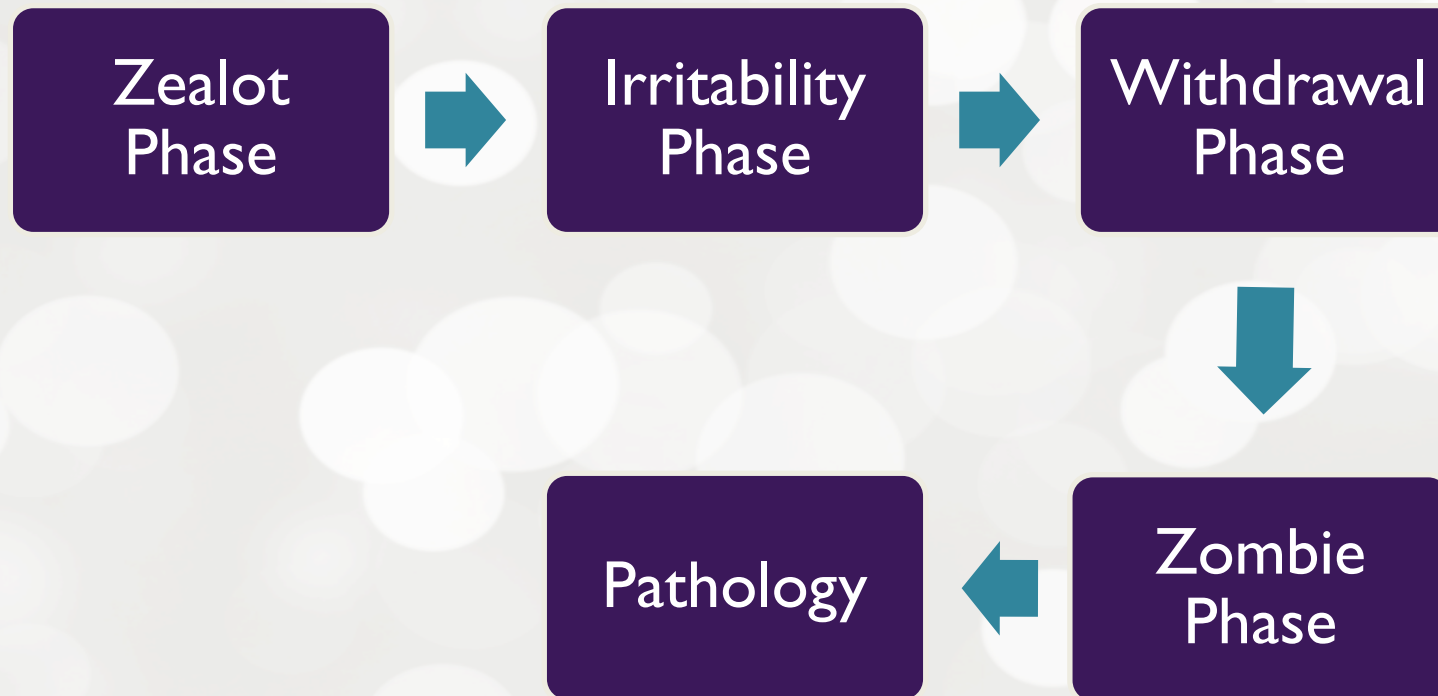 Zealot
Phase
Irritability
Phase
Withdrawal
Phase
Zombie
Phase
Pathology